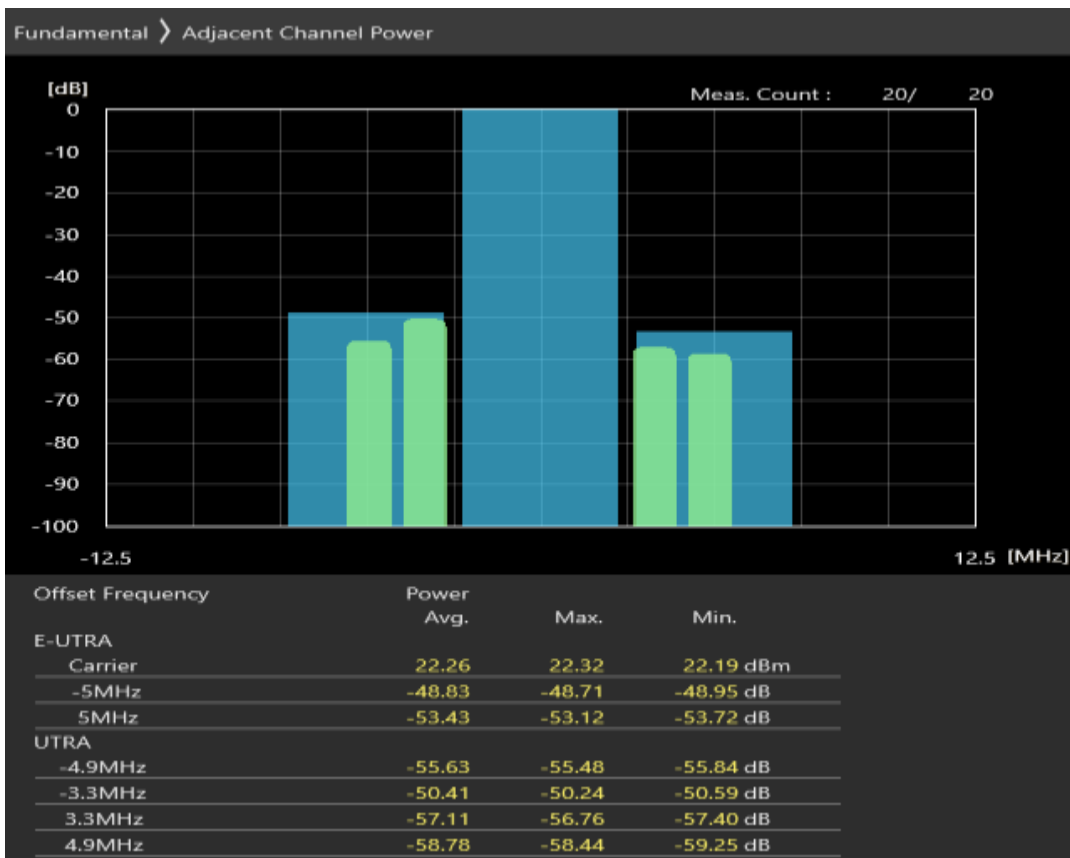 Fundamental ❯ Adjacent Channel Power
[dB]
Meas. Count : 20/ 20
0
-10
-20
-30
-40
-50
-60
-70
-80
-90
-100
-12.5 12.5 [MHz]
Offset Frequency Power
Avg. Max. Min.
E-UTRA
Carrier 22.26 22.32 22.19 dBm
-5MHz -48.83 -48.71 -48.95 dB
5MHz -53.43 -53.12 -53.72 dB
UTRA
-4.9MHz -55.63 -55.48 -55.84 dB
-3.3MHz -50.41 -50.24 -50.59 dB
3.3MHz -57.11 -56.76 -57.40 dB
4.9MHz -58.78 -58.44 -59.25 dB